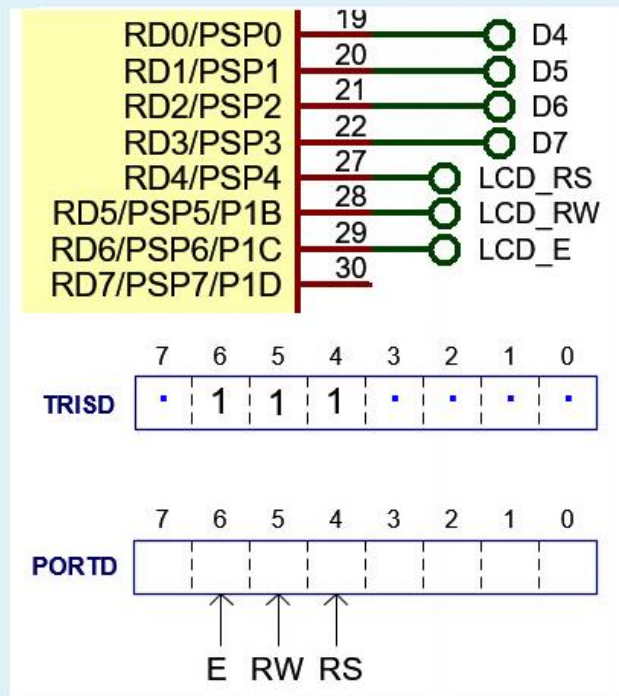 RD0/PSP0 19 D4
RD1/PSP1 20 D5
RD2/PSP2 21 D6
RD3/PSP3 22 D7
RD4/PSP4 27 LCD_RS
RD5/PSP5/P1B 28 LCD_RW
RD6/PSP6/P1C 29 LCD_E
RD7/PSP7/P1D 30
7 6 5 4 3 2 1 0
TRISD · 1 1 1 · · · ·
7 6 5 4 3 2 1 0
PORTD
E RW RS